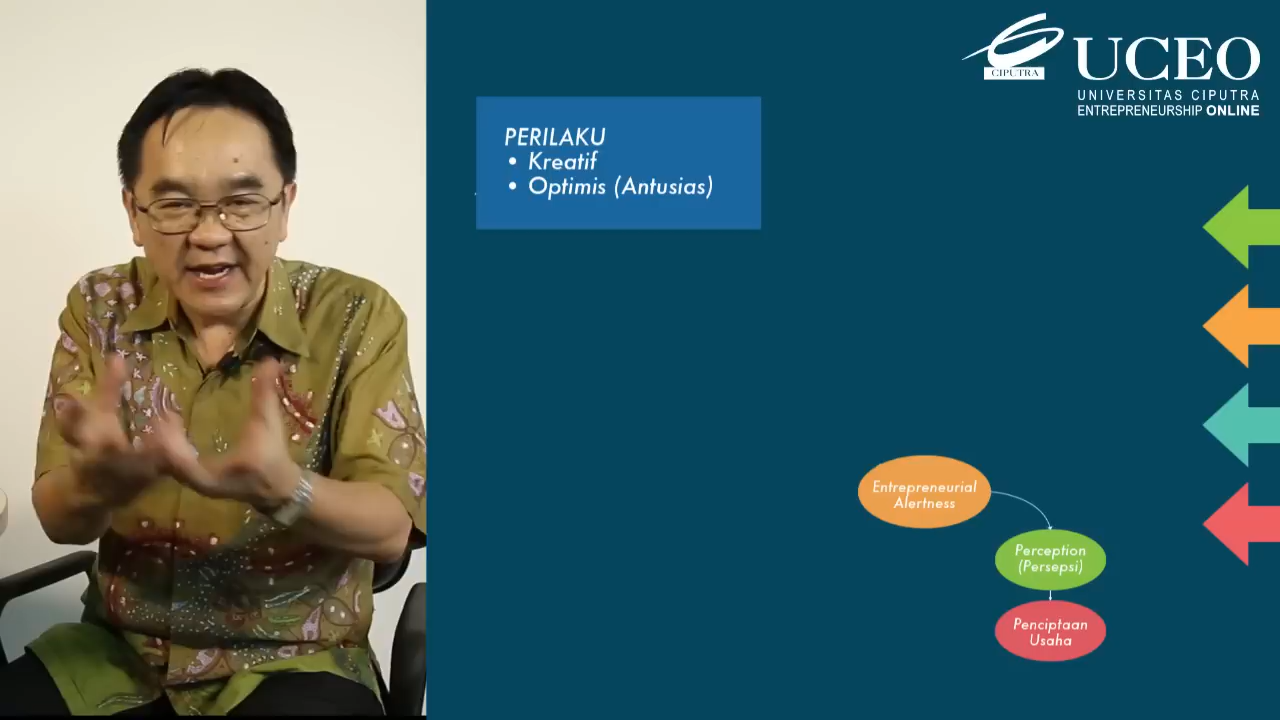 CIPUTRA
UCEO
UNIVERSITAS CIPUTRA
ENTREPRENEURSHIP ONLINE
PERILAKU
• Kreatif
• Optimis (Antusias)
Entrepreneurial
Alertness
Perception
(Persepsi)
Penciptaan
Usaha